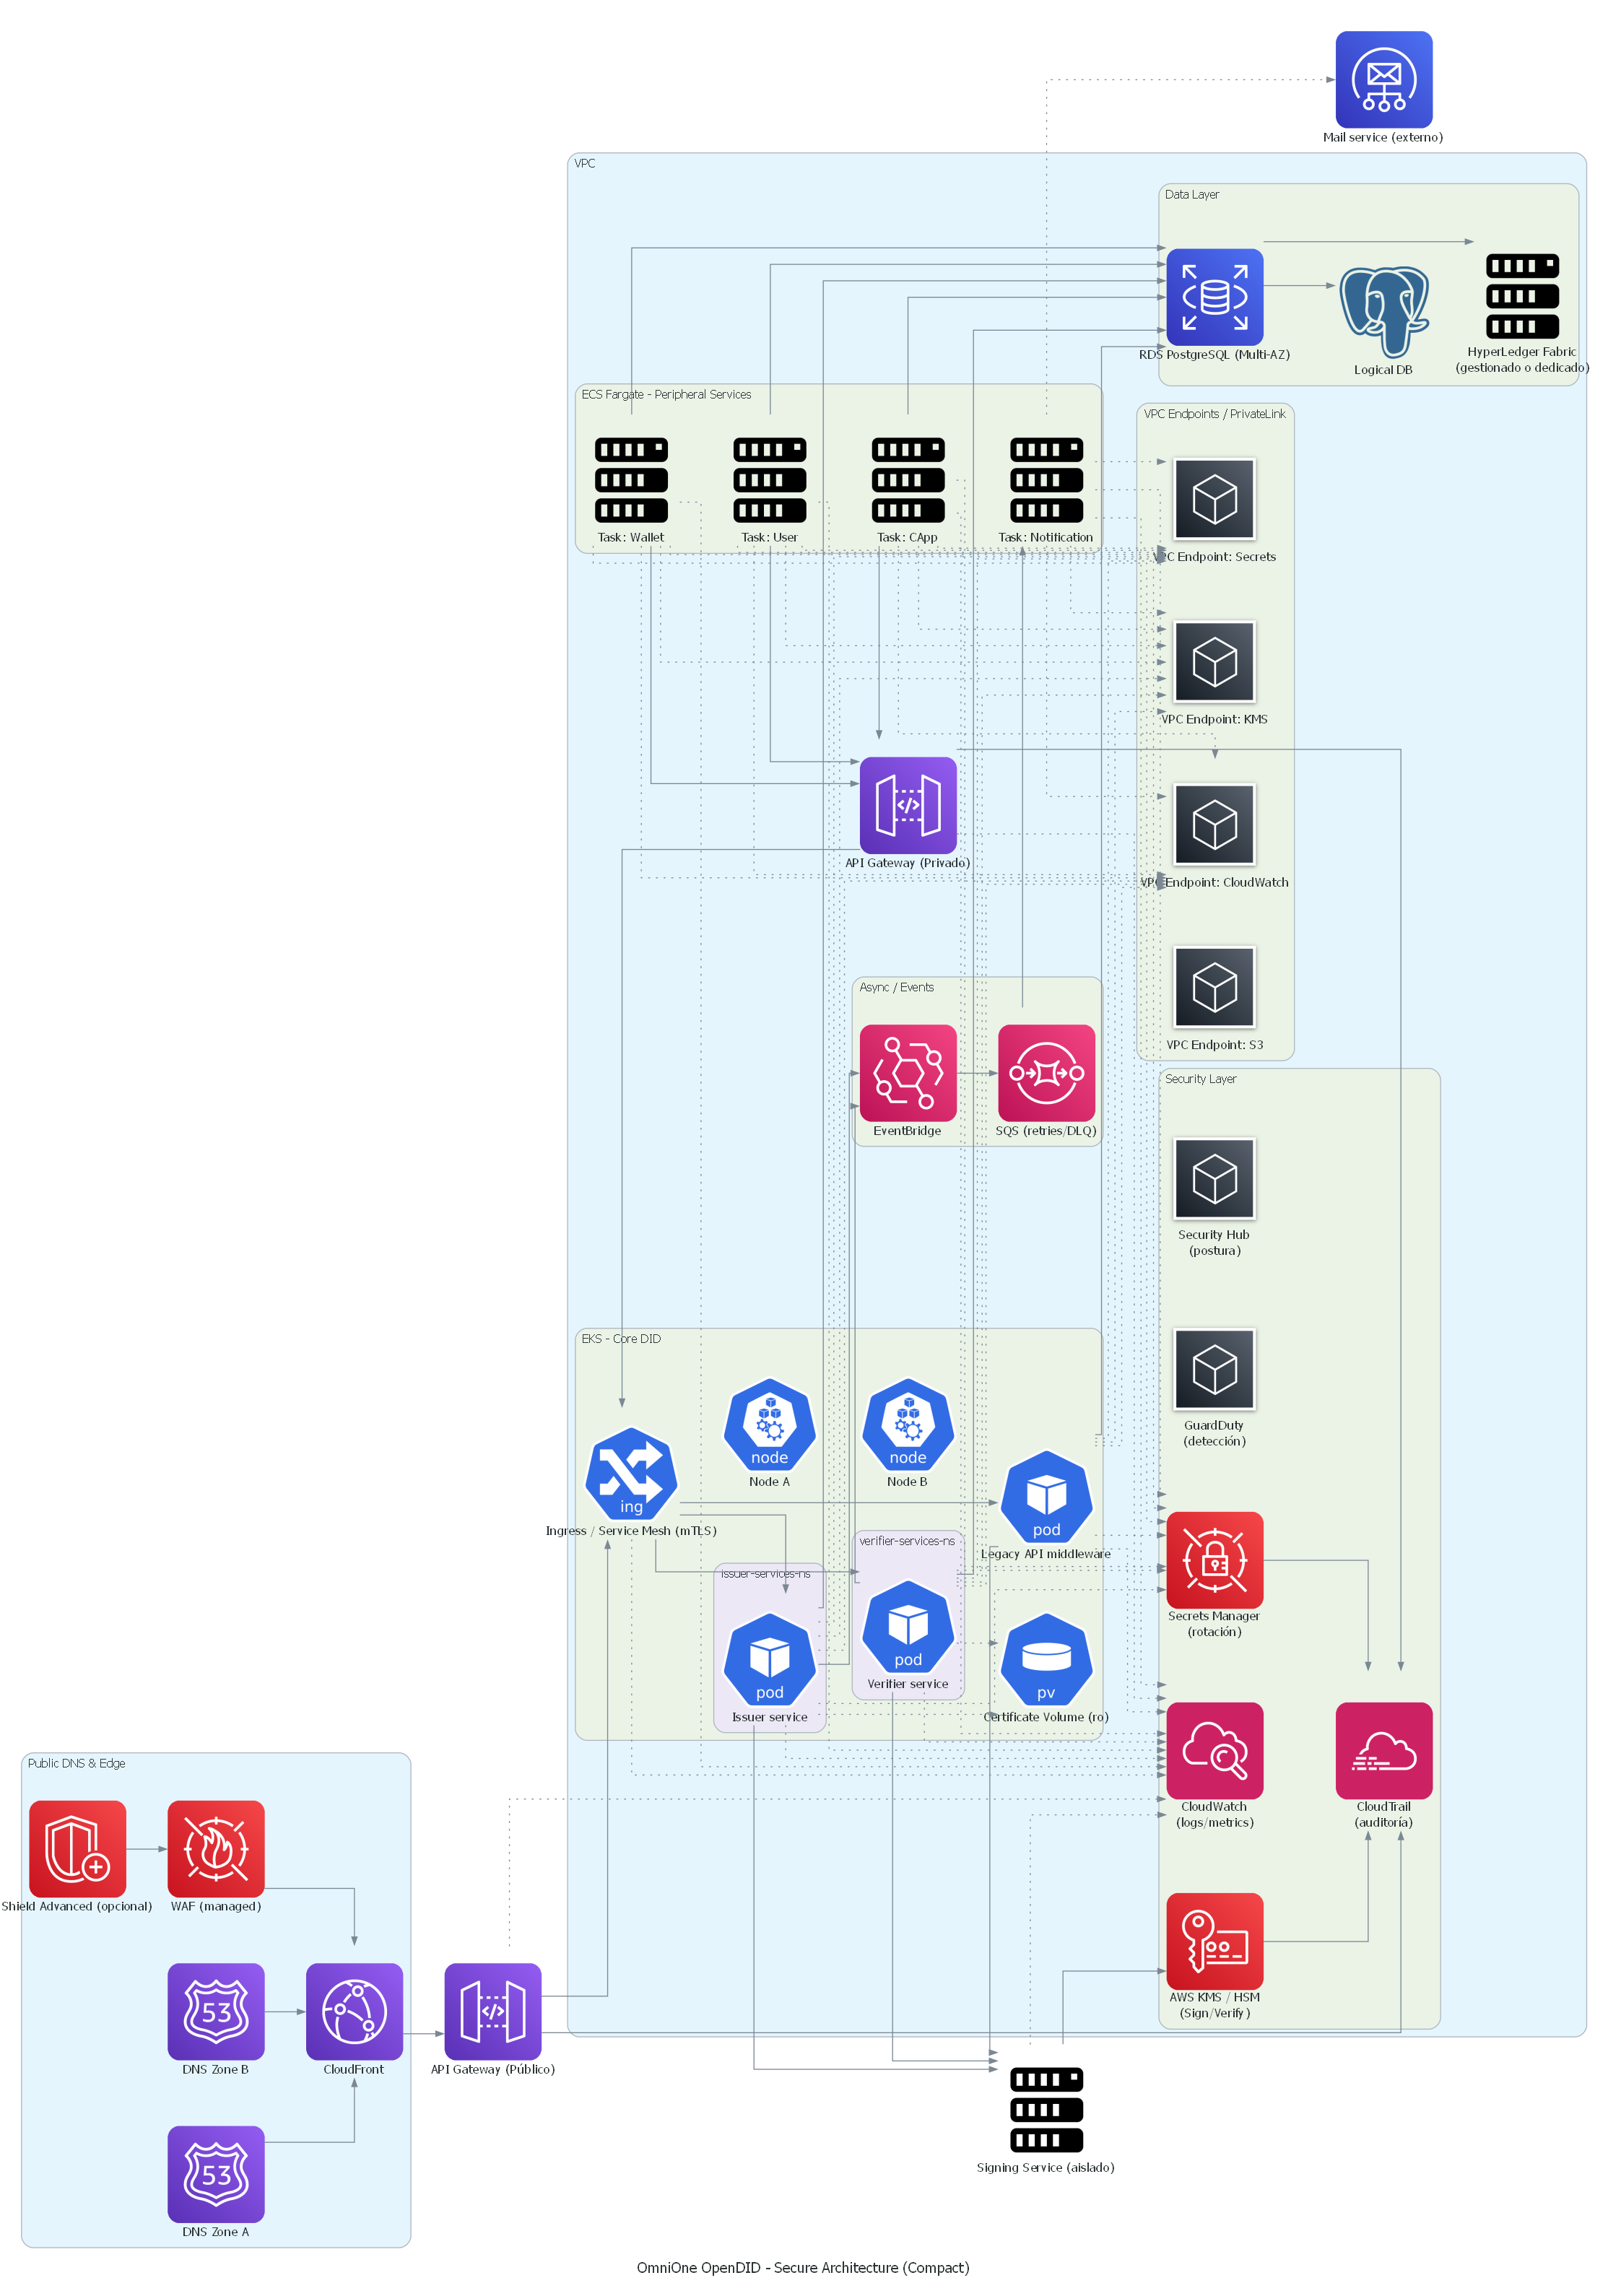 Mail service (externo)
VPC
Data Layer
RDS PostgreSQL (Multi-AZ)
Logical DB
HyperLedger Fabric
(gestionado o dedicado)
ECS Fargate - Peripheral Services
Task: Wallet
Task: User
Task: CApp
Task: Notification
VPC Endpoints / PrivateLink
VPC Endpoint: Secrets
VPC Endpoint: KMS
VPC Endpoint: CloudWatch
VPC Endpoint: S3
</>
API Gateway (Privado)
Async / Events
EventBridge
SQS (retries/DLQ)
Security Layer
Security Hub
(postura)
GuardDuty
(detección)
Secrets Manager
(rotación)
CloudWatch
(logs/metrics)
CloudTrail
(auditoría)
AWS KMS / HSM
(Sign/Verify)
EKS - Core DID
node
Node A
node
Node B
ing
Ingress / Service Mesh (mTLS)
pod
Legacy API middleware
verifier-services-ns
pod
Verifier service
issuer-services-ns
pod
Issuer service
pv
Certificate Volume (ro)
Public DNS & Edge
Shield Advanced (opcional)
WAF (managed)
53
DNS Zone B
CloudFront
53
DNS Zone A
</>
API Gateway (Público)
Signing Service (aislado)
OmniOne OpenDID - Secure Architecture (Compact)